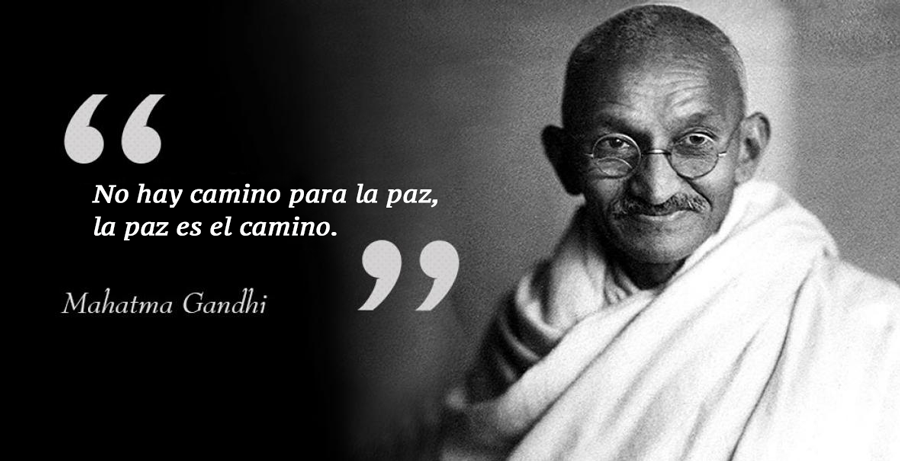 No hay camino para la paz,
la paz es el camino.
Mahatma Gandhi